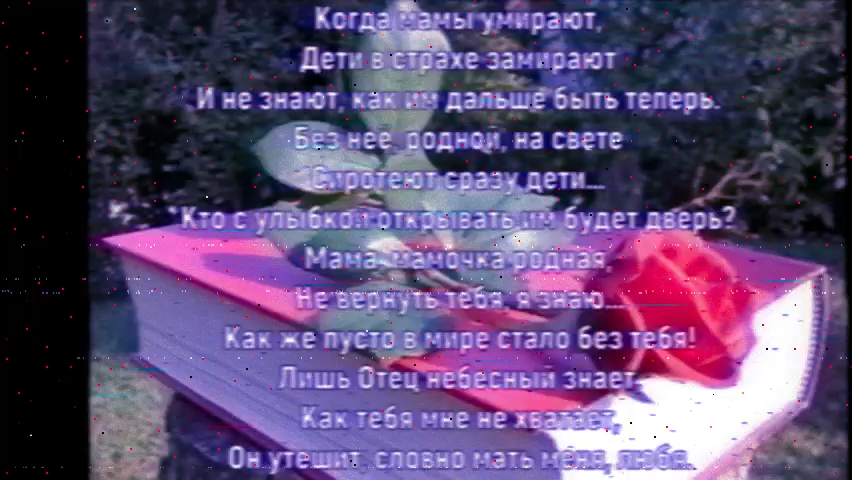 Когда мамы умирают,
Дети в страхе замирают
И не знают, как им дальше быть теперь.
Без нее, родной, на свете
Сиротеют сразу дети...
Кто с улыбкой открывать им будет дверь?
Мама, мамочка родная,
Не вернуть тебя, я знаю...
Как же пусто в мире стало без тебя!
Лишь Отец небесный знает,
Как тебя мне не хватает,
Он утешит, словно мать меня, любя.